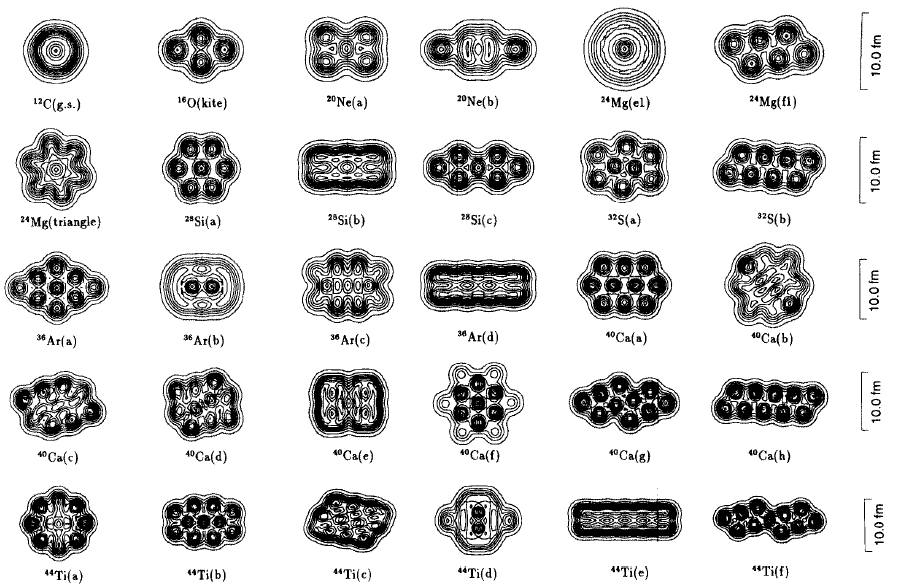 10.0 fm
¹²C(g.s.) ¹⁶O(kite) ²⁰Ne(a) ²⁰Ne(b) ²⁴Mg(e1) ²⁴Mg(f1)
10.0 fm
²⁴Mg(triangle) ²⁸Si(a) ²⁸Si(b) ²⁸Si(c) ³²S(a) ³²S(b)
10.0 fm
³⁶Ar(a) ³⁶Ar(b) ³⁶Ar(c) ³⁶Ar(d) ⁴⁰Ca(a) ⁴⁰Ca(b)
10.0 fm
⁴⁰Ca(c) ⁴⁰Ca(d) ⁴⁰Ca(e) ⁴⁰Ca(f) ⁴⁰Ca(g) ⁴⁰Ca(h)
10.0 fm
⁴⁴Ti(a) ⁴⁴Ti(b) ⁴⁴Ti(c) ⁴⁴Ti(d) ⁴⁴Ti(e) ⁴⁴Ti(f)